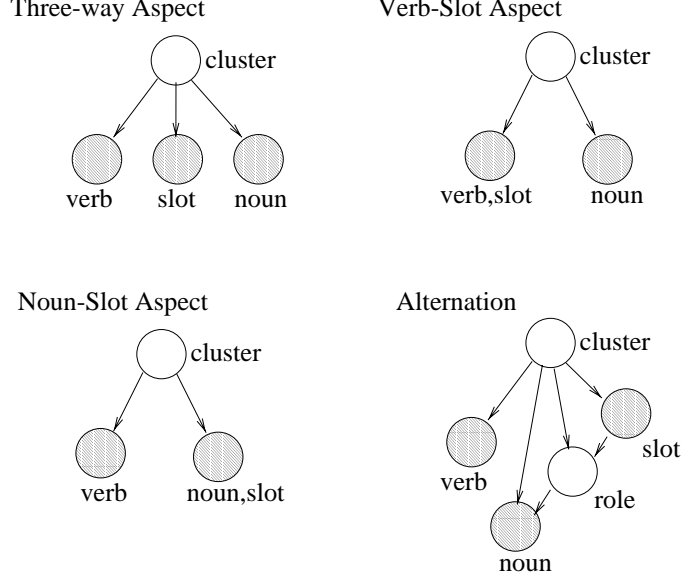 Three-way Aspect
cluster
verb
slot
noun
Verb-Slot Aspect
cluster
verb,slot
noun
Noun-Slot Aspect
cluster
verb
noun,slot
Alternation
cluster
slot
verb
role
noun